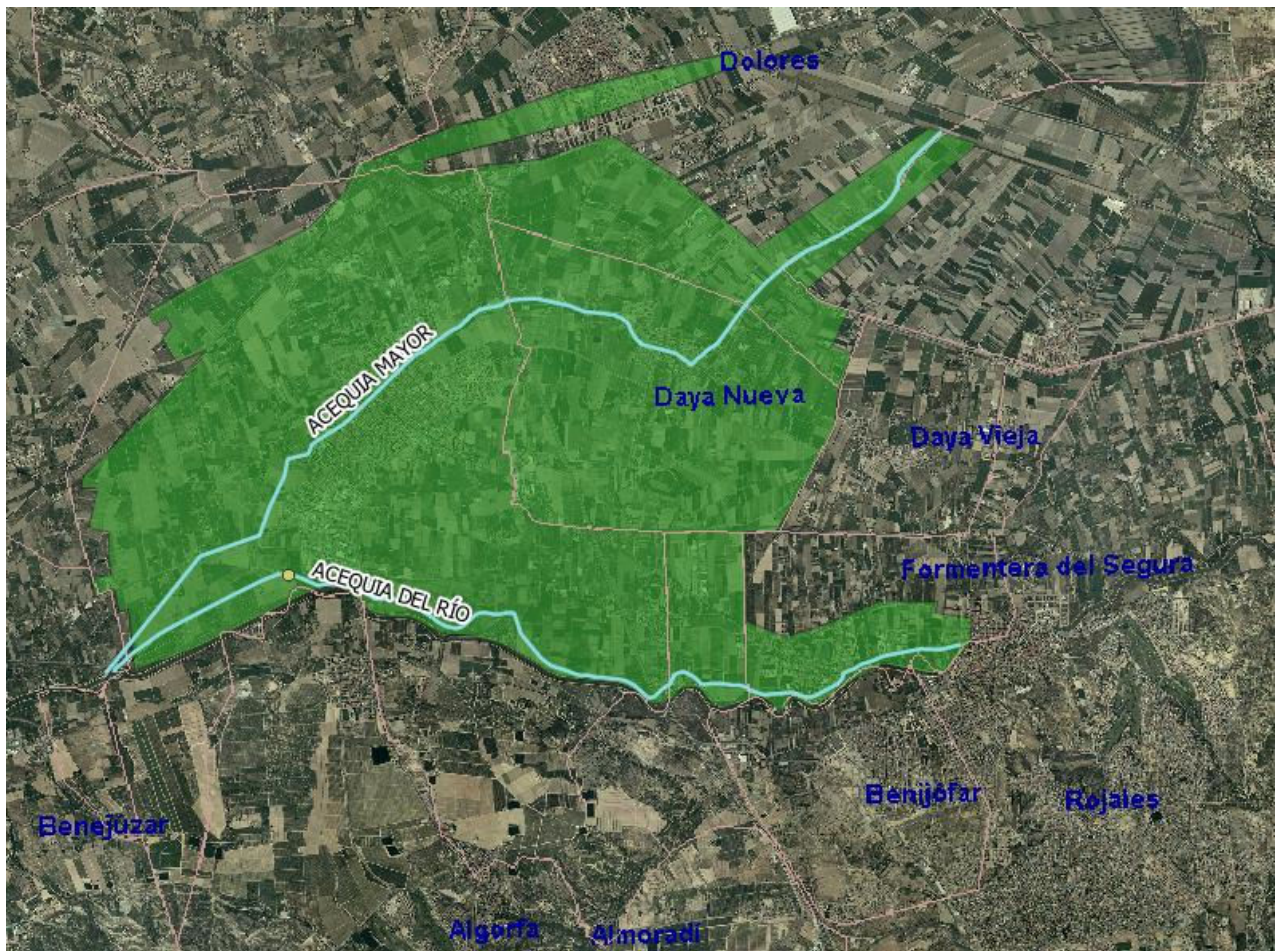 Dolores
ACEQUIA MAYOR
Daya Nueva
Daya Vieja
Formentera del Segura
ACEQUIA DEL RÍO
Benijófar
Rojales
Benejúzar
Algorfa
Almoradí